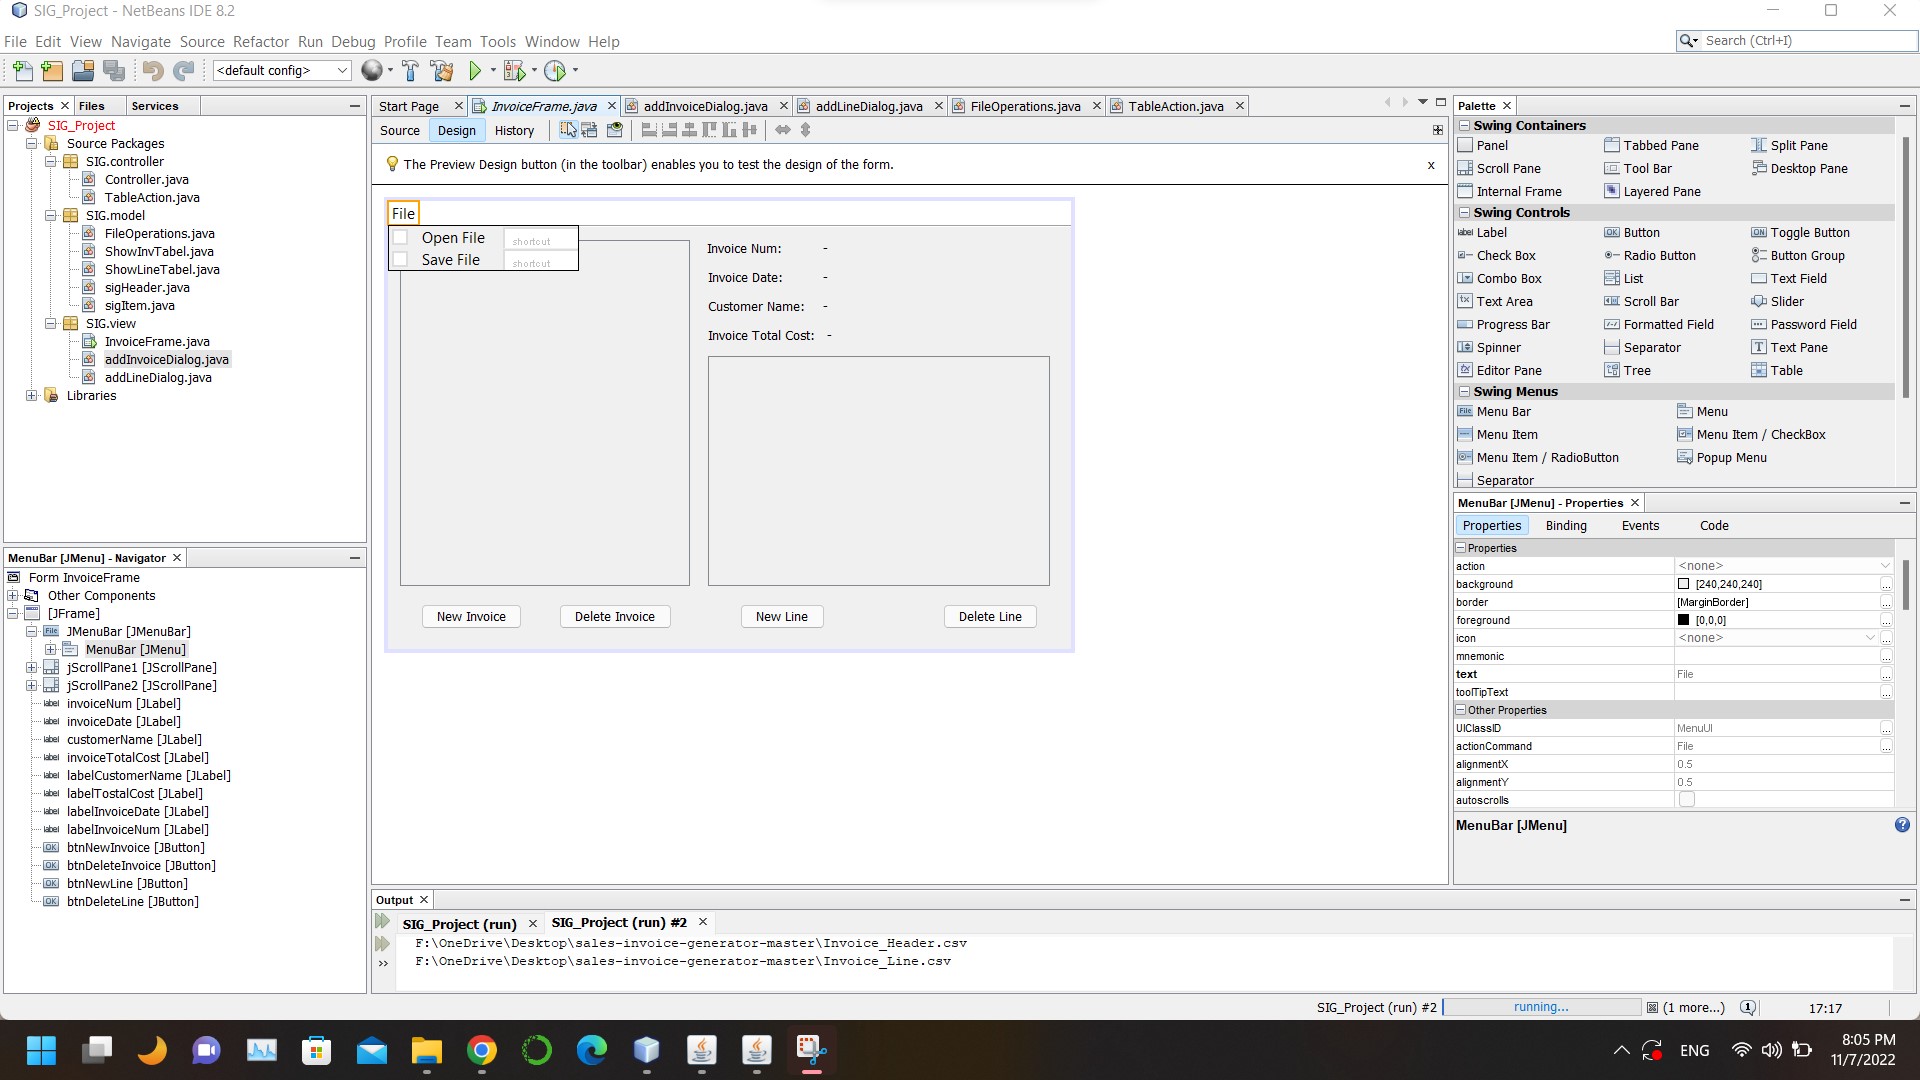 SIG_Project - NetBeans IDE 8.2
File Edit View Navigate Source Refactor Run Debug Profile Team Tools Window Help
Search (Ctrl+I)
<default config>
Projects Files Services
SIG_Project
Source Packages
SIG.controller
Controller.java
TableAction.java
SIG.model
FileOperations.java
ShowInvTabel.java
ShowLineTabel.java
sigHeader.java
sigItem.java
SIG.view
InvoiceFrame.java
addInvoiceDialog.java
addLineDialog.java
Libraries
MenuBar [JMenu] - Navigator
Form InvoiceFrame
Other Components
[JFrame]
JMenuBar [JMenuBar]
MenuBar [JMenu]
jScrollPane1 [JScrollPane]
jScrollPane2 [JScrollPane]
label invoiceNum [JLabel]
label invoiceDate [JLabel]
label customerName [JLabel]
label invoiceTotalCost [JLabel]
label labelCustomerName [JLabel]
label labelTostalCost [JLabel]
label labelInvoiceDate [JLabel]
label labelInvoiceNum [JLabel]
OK btnNewInvoice [JButton]
OK btnDeleteInvoice [JButton]
OK btnNewLine [JButton]
OK btnDeleteLine [JButton]
Start Page InvoiceFrame.java addInvoiceDialog.java addLineDialog.java FileOperations.java TableAction.java
Source Design History
The Preview Design button (in the toolbar) enables you to test the design of the form.
x
File
Open File shortcut
Save File shortcut
Invoice Num: -
Invoice Date: -
Customer Name: -
Invoice Total Cost: -
New Invoice Delete Invoice New Line Delete Line
Output
SIG_Project (run) SIG_Project (run) #2
F:\OneDrive\Desktop\sales-invoice-generator-master\Invoice_Header.csv
F:\OneDrive\Desktop\sales-invoice-generator-master\Invoice_Line.csv
Palette
Swing Containers
Panel Tabbed Pane Split Pane
Scroll Pane Tool Bar Desktop Pane
Internal Frame Layered Pane
Swing Controls
label Label OK Button ON Toggle Button
Check Box Radio Button Button Group
Combo Box List Text Field
Text Area Scroll Bar Slider
Progress Bar Formatted Field Password Field
Spinner Separator Text Pane
Editor Pane Tree Table
Swing Menus
Menu Bar Menu
Menu Item Menu Item / CheckBox
Menu Item / RadioButton Popup Menu
Separator
MenuBar [JMenu] - Properties
Properties Binding Events Code
Properties
action <none>
background [240,240,240]
border [MarginBorder]
foreground [0,0,0]
icon <none>
mnemonic
text File
toolTipText
Other Properties
UIClassID MenuUI
actionCommand File
alignmentX 0.5
alignmentY 0.5
autoscrolls
MenuBar [JMenu]
SIG_Project (run) #2 running... (1 more...) 17:17
ENG
8:05 PM
11/7/2022